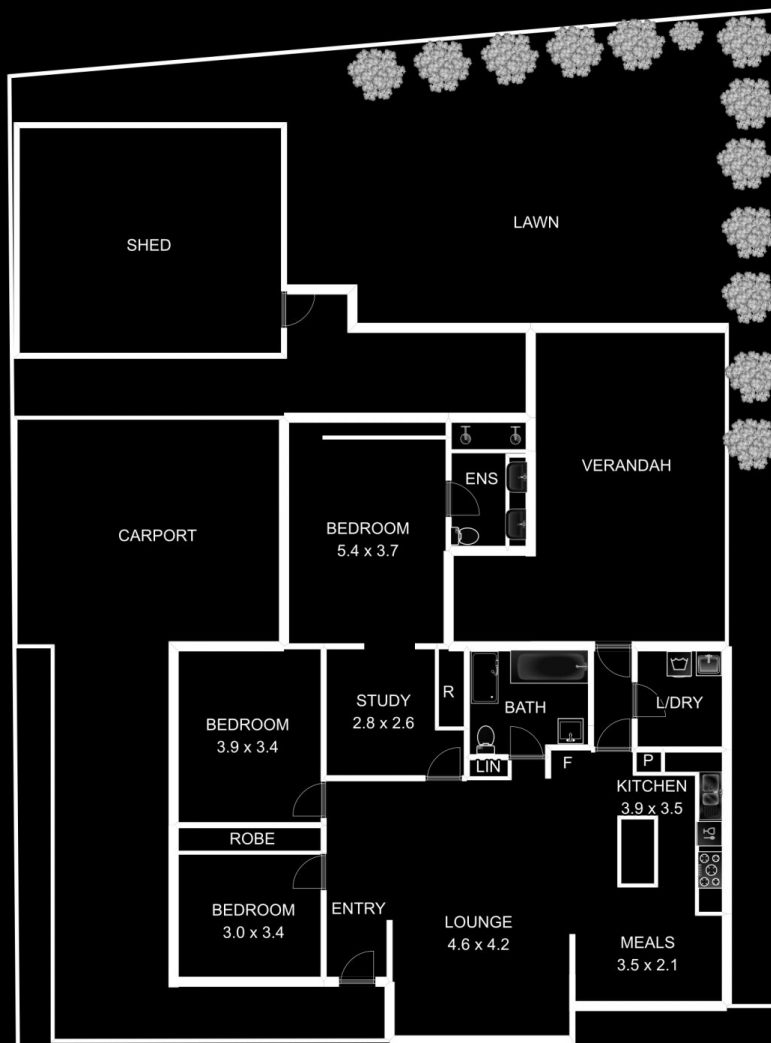 LAWN
SHED
VERANDAH
ENS
CARPORT
BEDROOM
5.4 x 3.7
R
STUDY
2.8 x 2.6
BATH
L/DRY
BEDROOM
3.9 x 3.4
LIN
F
P
KITCHEN
3.9 x 3.5
ROBE
BEDROOM
3.0 x 3.4
ENTRY
LOUNGE
4.6 x 4.2
MEALS
3.5 x 2.1